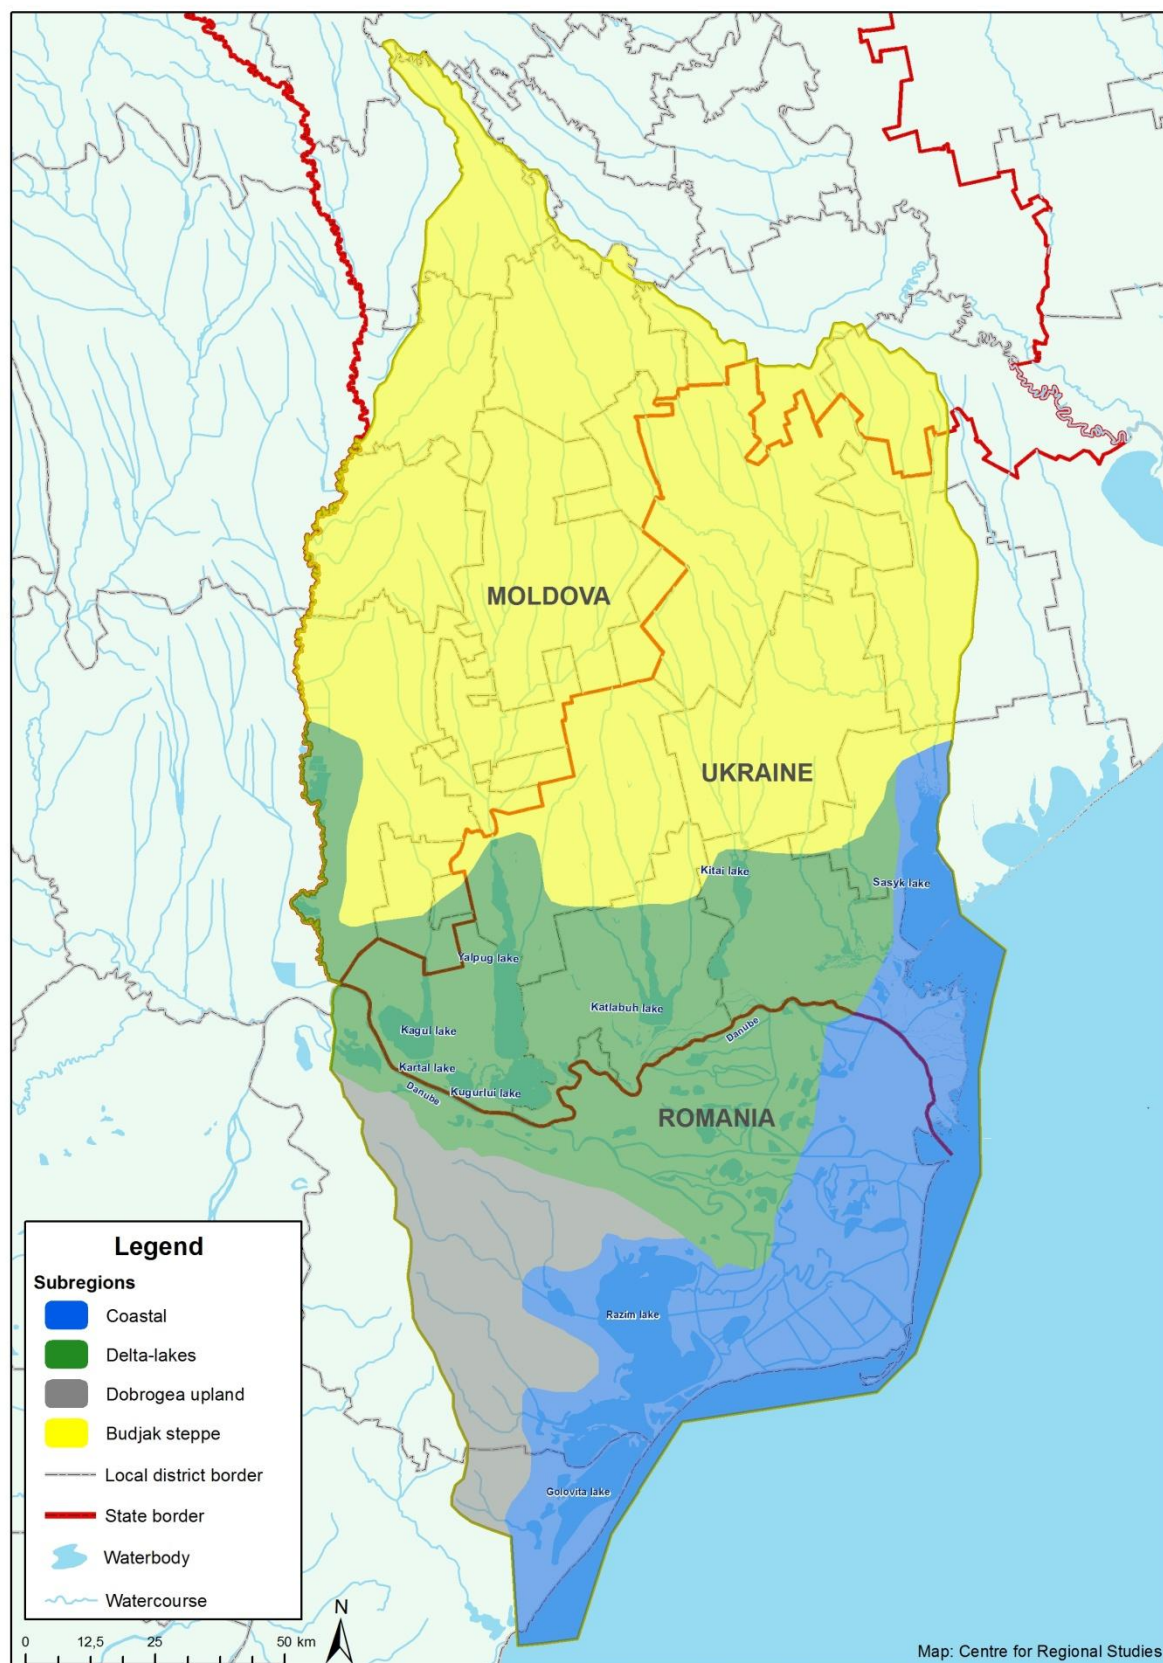 MOLDOVA
UKRAINE
Kitai lake
Sasyk lake
Yalpug lake
Katlabuh lake
Kagul lake
Danube
Kartal lake
Danube
Kugurlui lake
ROMANIA
Razim lake
Golovita lake
Legend
Subregions
Coastal
Delta-lakes
Dobrogea upland
Budjak steppe
Local district border
State border
Waterbody
Watercourse
N
0 12,5 25 50 km
Map: Centre for Regional Studies